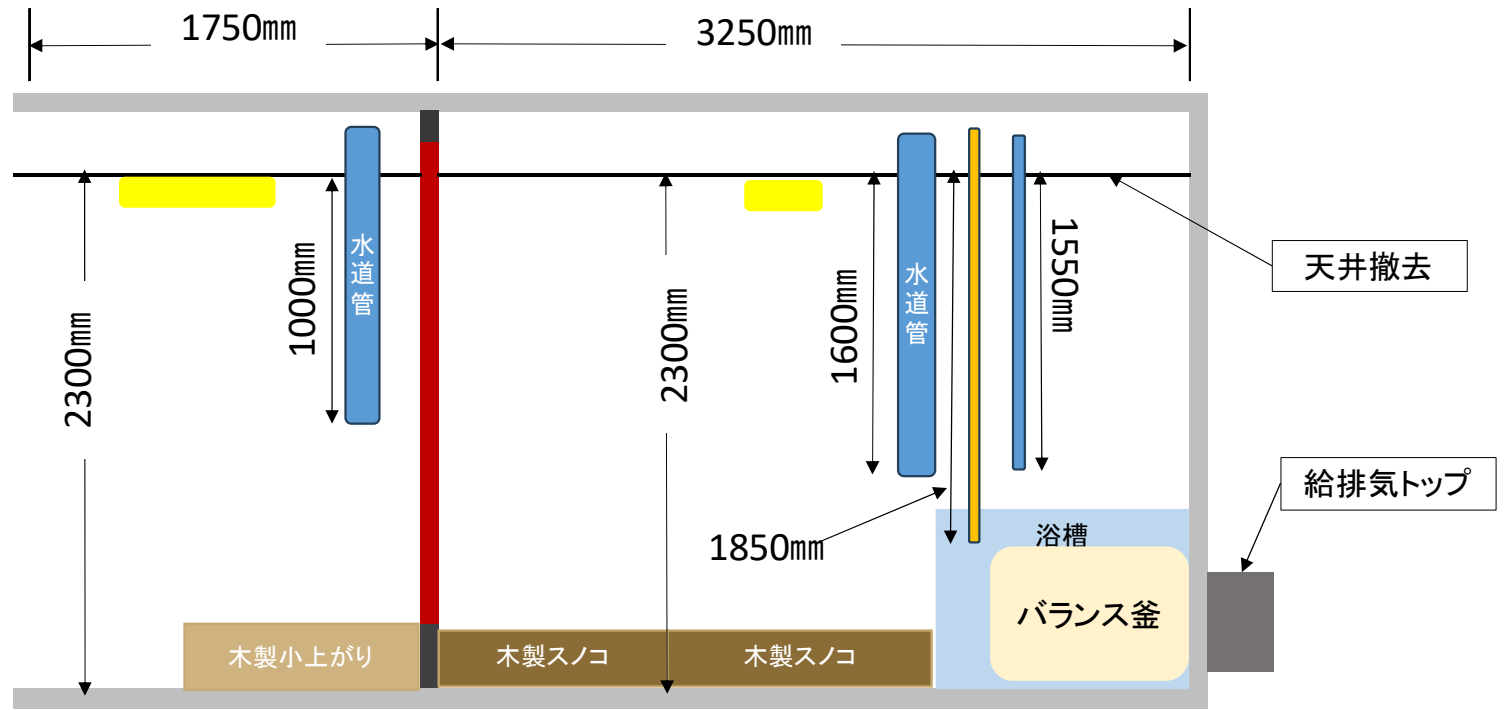 1750㎜
3250㎜
水道管
1000㎜
2300㎜
2300㎜
1600㎜
水道管
1550㎜
天井撤去
給排気トップ
1850㎜
浴槽
バランス釜
木製小上がり
木製スノコ
木製スノコ